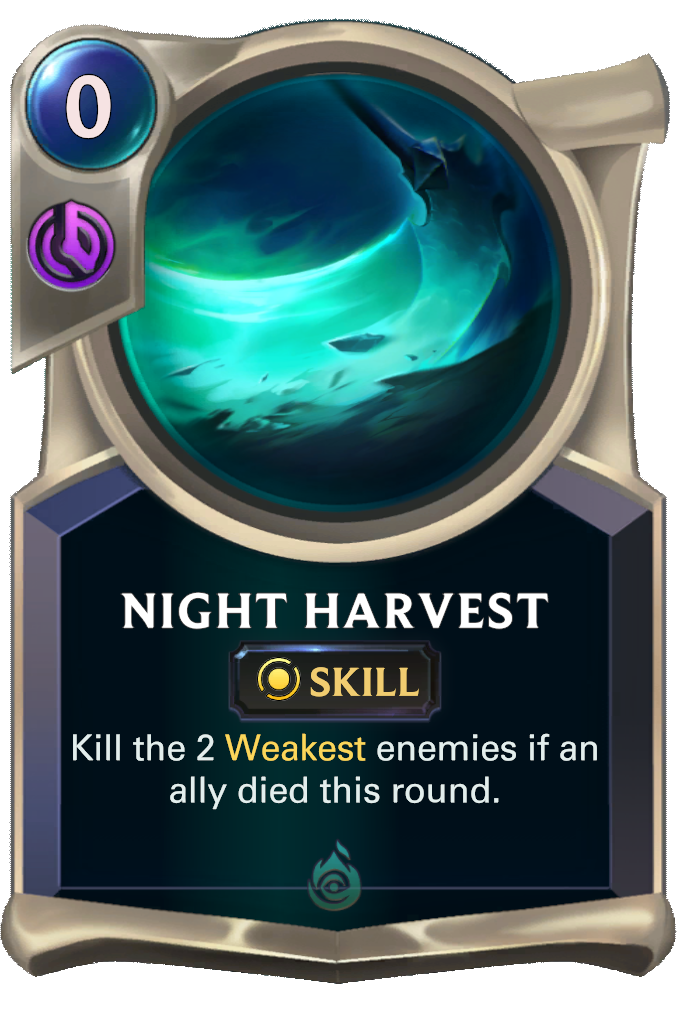 0
NIGHT HARVEST
SKILL
Kill the 2 Weakest enemies if an
ally died this round.